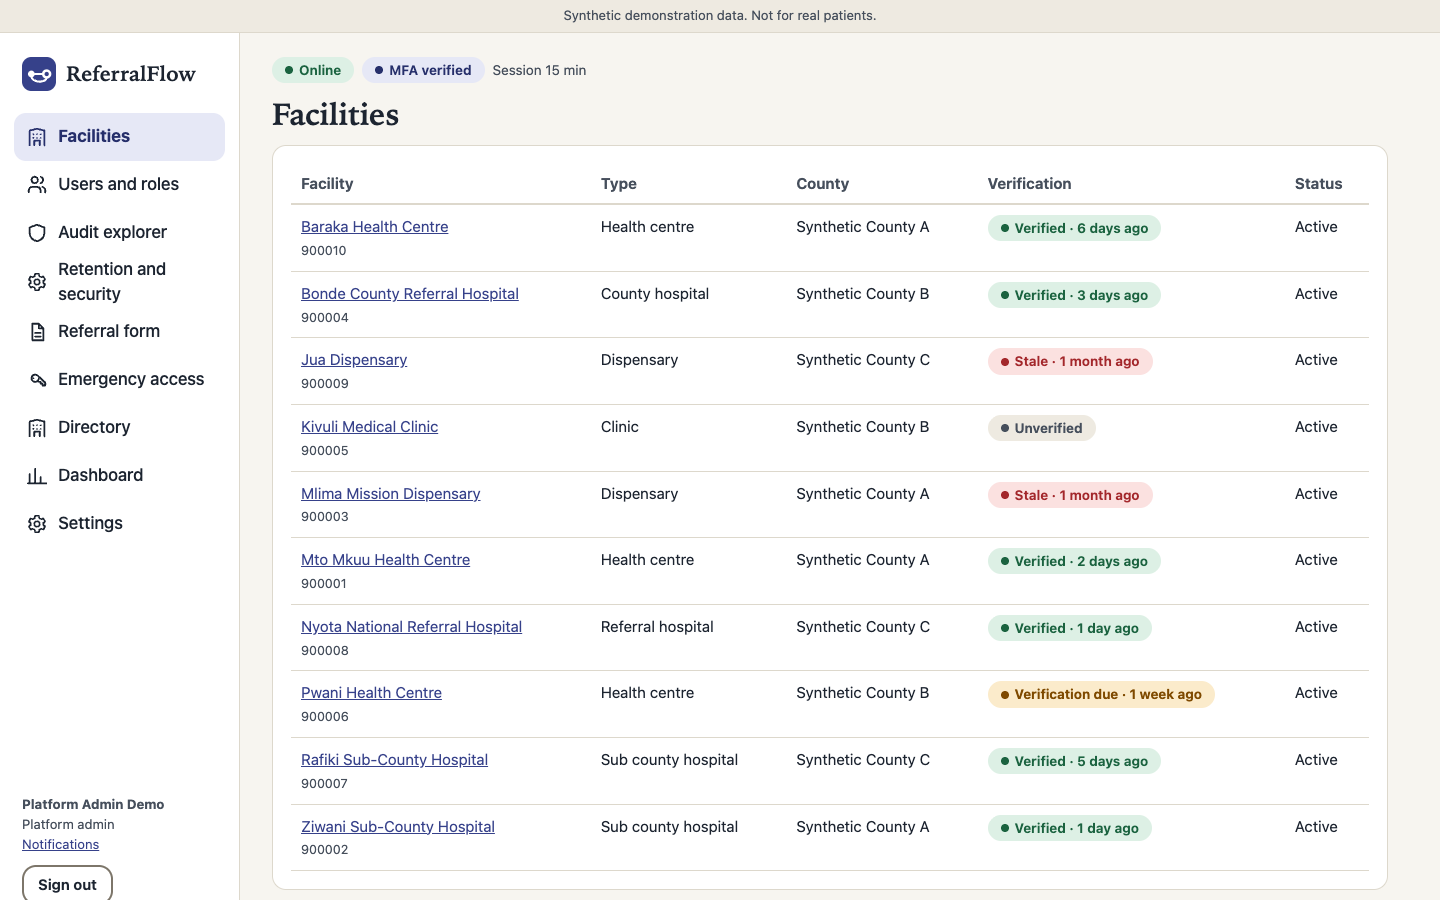 Synthetic demonstration data. Not for real patients.
ReferralFlow
Facilities
Users and roles
Audit explorer
Retention and
security
Referral form
Emergency access
Directory
Dashboard
Settings
Platform Admin Demo
Platform admin
Notifications
Sign out
Online MFA verified Session 15 min
Facilities
Facility Type County Verification Status
Baraka Health Centre Health centre Synthetic County A Verified · 6 days ago Active
900010
Bonde County Referral Hospital County hospital Synthetic County B Verified · 3 days ago Active
900004
Jua Dispensary Dispensary Synthetic County C Stale · 1 month ago Active
900009
Kivuli Medical Clinic Clinic Synthetic County B Unverified Active
900005
Mlima Mission Dispensary Dispensary Synthetic County A Stale · 1 month ago Active
900003
Mto Mkuu Health Centre Health centre Synthetic County A Verified · 2 days ago Active
900001
Nyota National Referral Hospital Referral hospital Synthetic County C Verified · 1 day ago Active
900008
Pwani Health Centre Health centre Synthetic County B Verification due · 1 week ago Active
900006
Rafiki Sub-County Hospital Sub county hospital Synthetic County C Verified · 5 days ago Active
900007
Ziwani Sub-County Hospital Sub county hospital Synthetic County A Verified · 1 day ago Active
900002